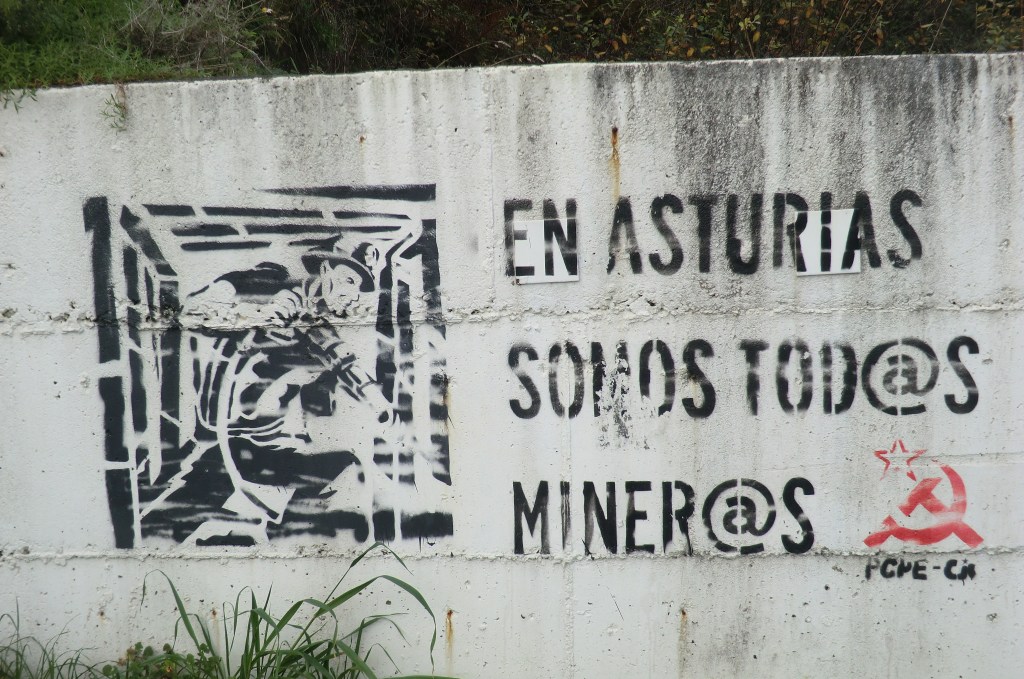 EN ASTURIAS
SOMOS TOD@S
MINER@S
PCPE-CA